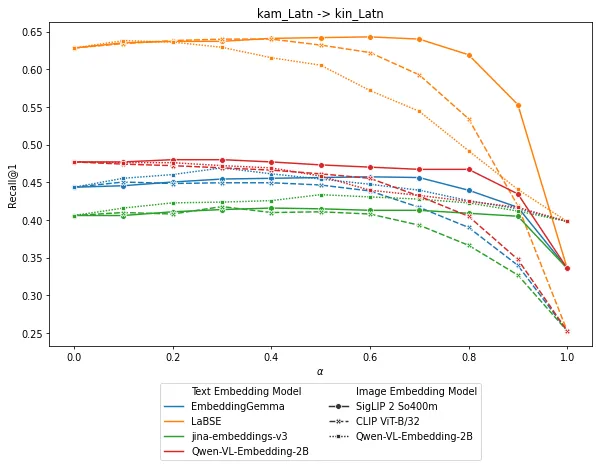 kam_Latn -> kin_Latn
Recall@1
0.65
0.60
0.55
0.50
0.45
0.40
0.35
0.30
0.25
0.0 0.2 0.4 0.6 0.8 1.0
α
Text Embedding Model Image Embedding Model
EmbeddingGemma SigLIP 2 So400m
LaBSE CLIP ViT-B/32
jina-embeddings-v3 Qwen-VL-Embedding-2B
Qwen-VL-Embedding-2B